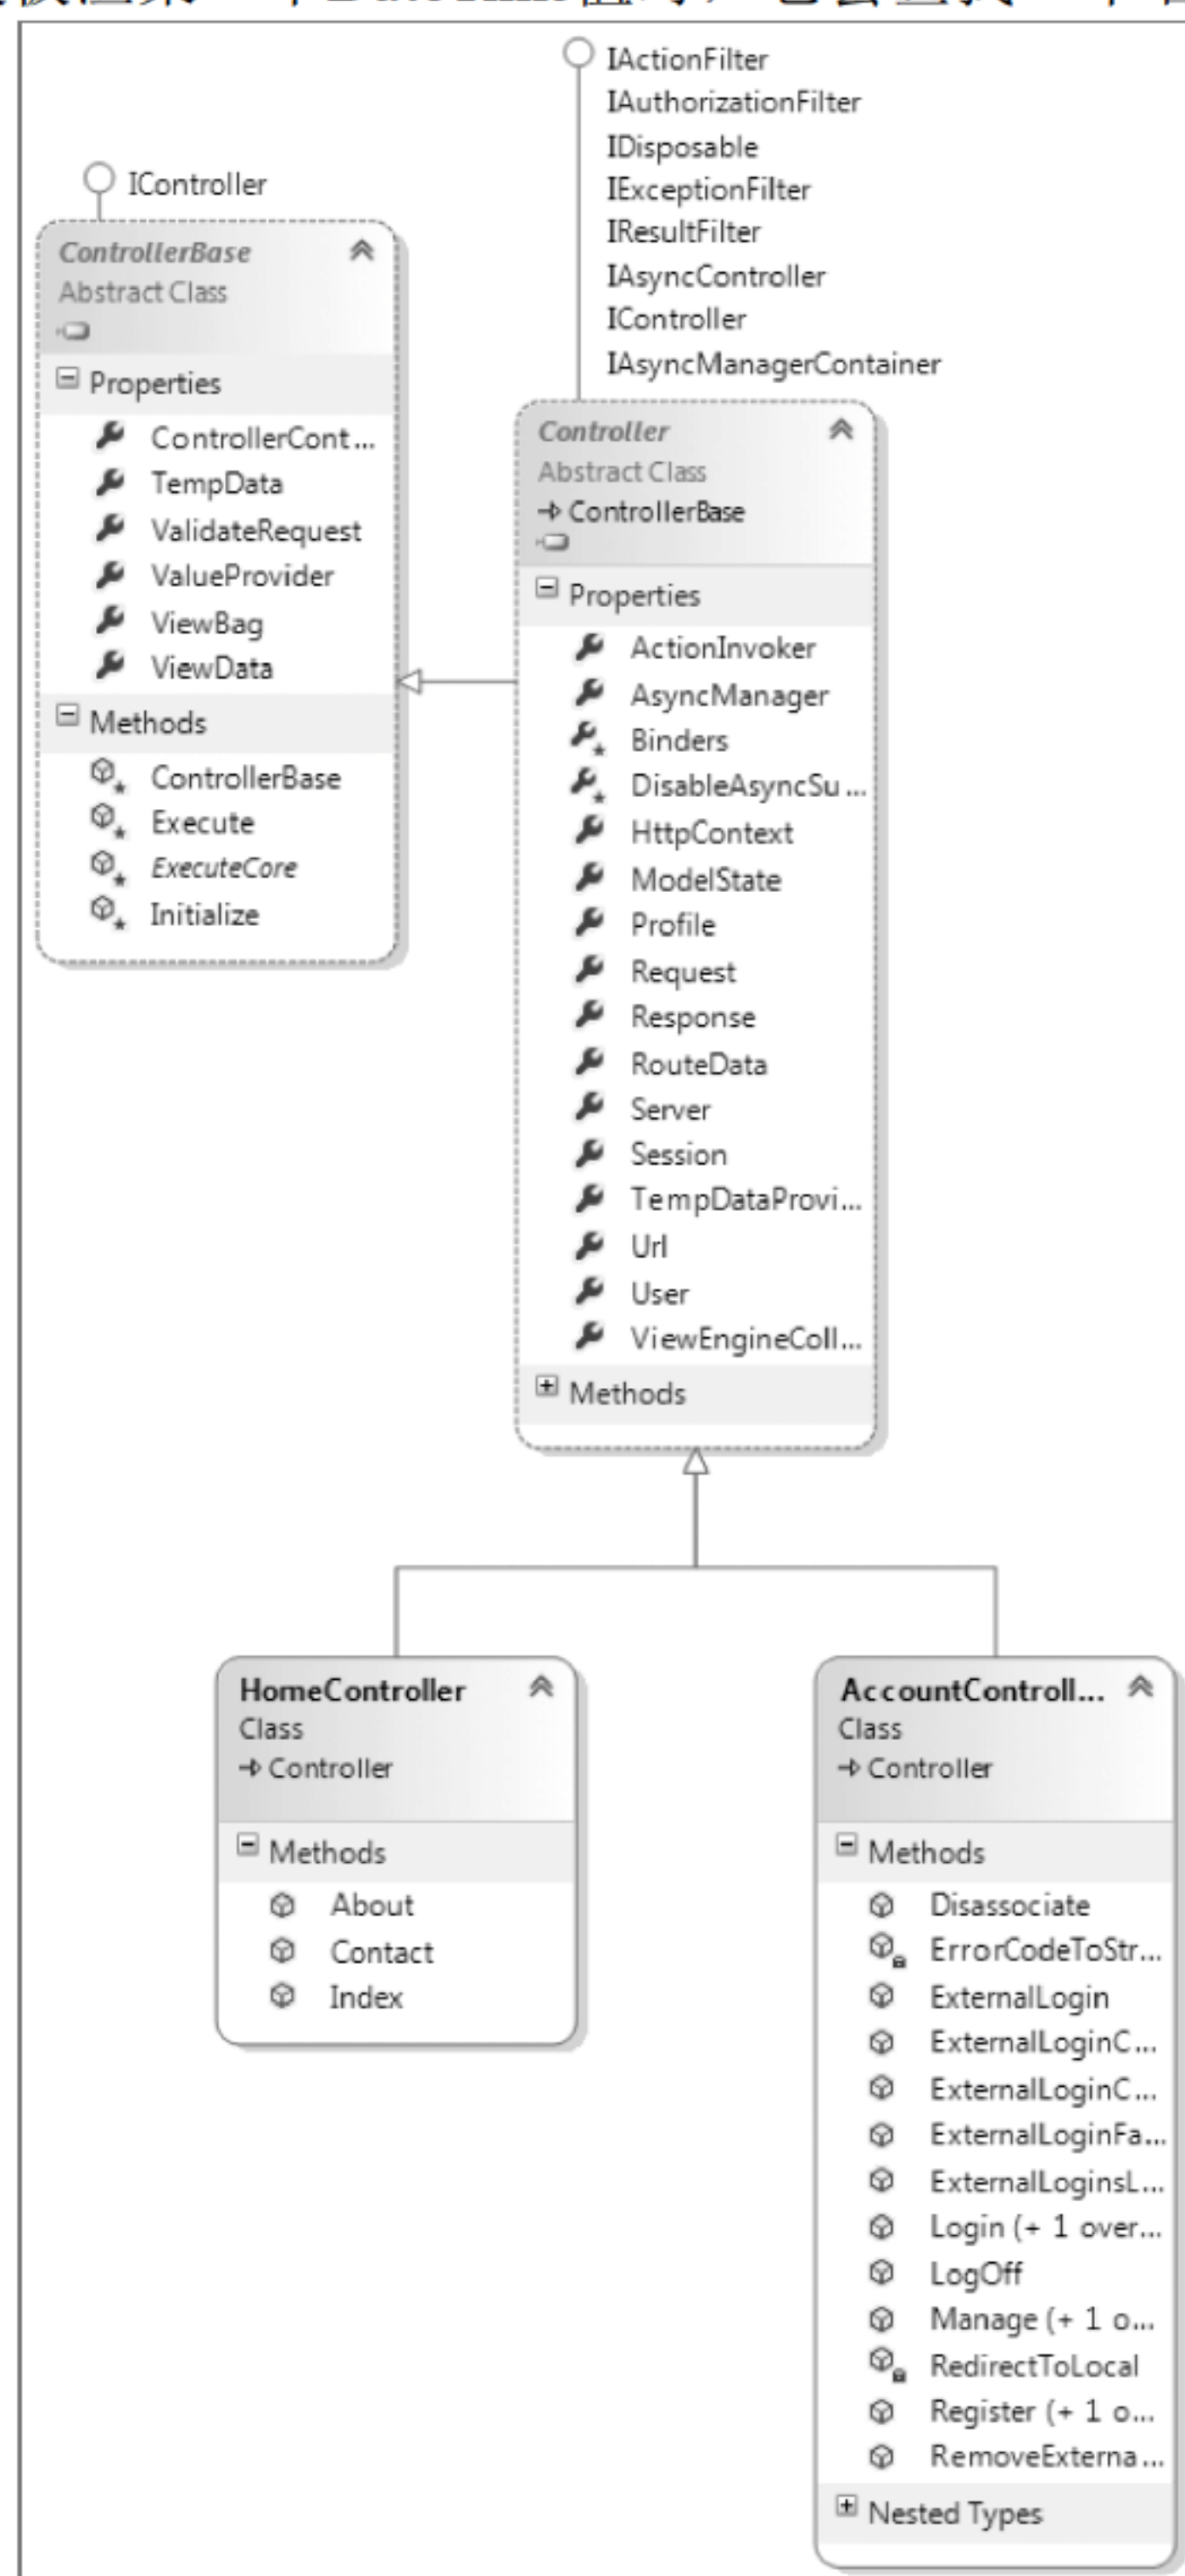 IController
ControllerBase
Abstract Class
Properties
ControllerCont...
TempData
ValidateRequest
ValueProvider
ViewBag
ViewData
Methods
ControllerBase
Execute
ExecuteCore
Initialize
IActionFilter
IAuthorizationFilter
IDisposable
IExceptionFilter
IResultFilter
IAsyncController
IController
IAsyncManagerContainer
Controller
Abstract Class
ControllerBase
Properties
ActionInvoker
AsyncManager
Binders
DisableAsyncSu...
HttpContext
ModelState
Profile
Request
Response
RouteData
Server
Session
TempDataProvi...
Url
User
ViewEngineColl...
Methods
HomeController
Class
Controller
Methods
About
Contact
Index
AccountControll...
Class
Controller
Methods
Disassociate
ErrorCodeToStr...
ExternalLogin
ExternalLoginC...
ExternalLoginC...
ExternalLoginFa...
ExternalLoginsL...
Login (+ 1 over...
LogOff
Manage (+ 1 o...
RedirectToLocal
Register (+ 1 o...
RemoveExterna...
Nested Types